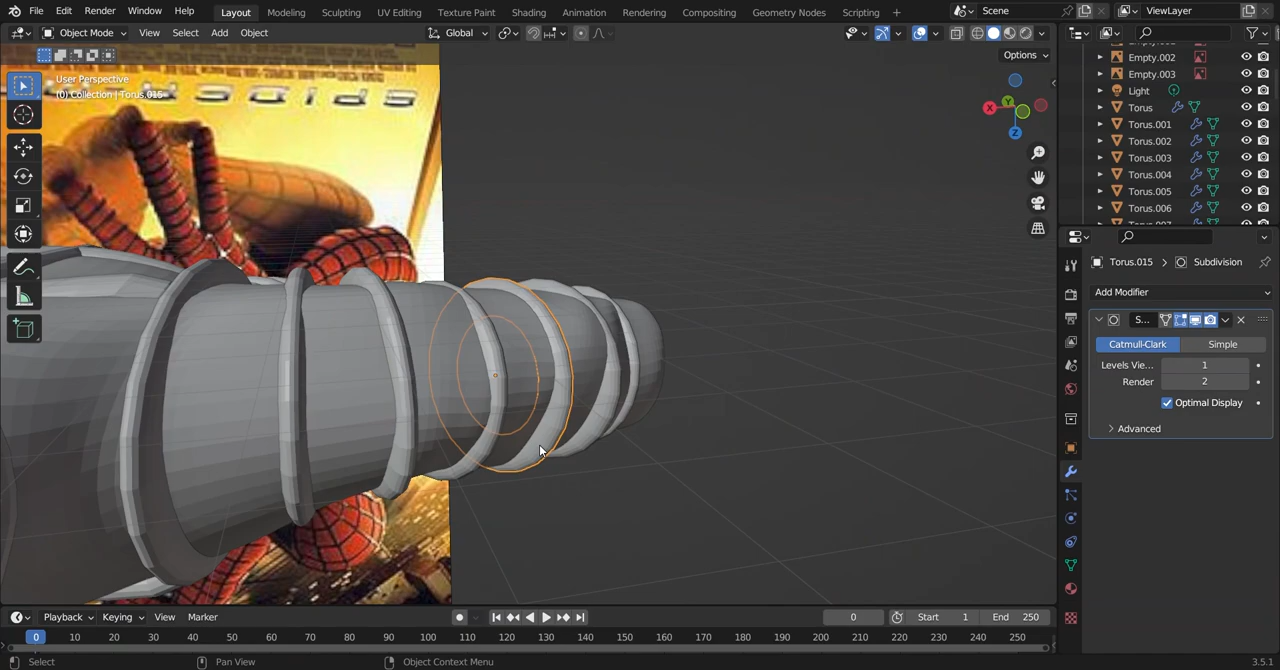 File Edit Render Window Help Layout Modeling Sculpting UV Editing Texture Paint Shading Animation Rendering Compositing Geometry Nodes Scripting + Scene ViewLayer
Object Mode View Select Add Object Global
Options
User Perspective
(0) Collection | Torus.015
X
Y
Z
Empty.002
Empty.003
Light
Torus
Torus.001
Torus.002
Torus.003
Torus.004
Torus.005
Torus.006
Torus.015 > Subdivision
Add Modifier
S...
Catmull-Clark Simple
Levels Vie... 1
Render 2
Optimal Display
Advanced
Playback Keying View Marker 0 Start 1 End 250
0 10 20 30 40 50 60 70 80 90 100 110 120 130 140 150 160 170 180 190 200 210 220 230 240 250
Select Pan View Object Context Menu 3.5.1